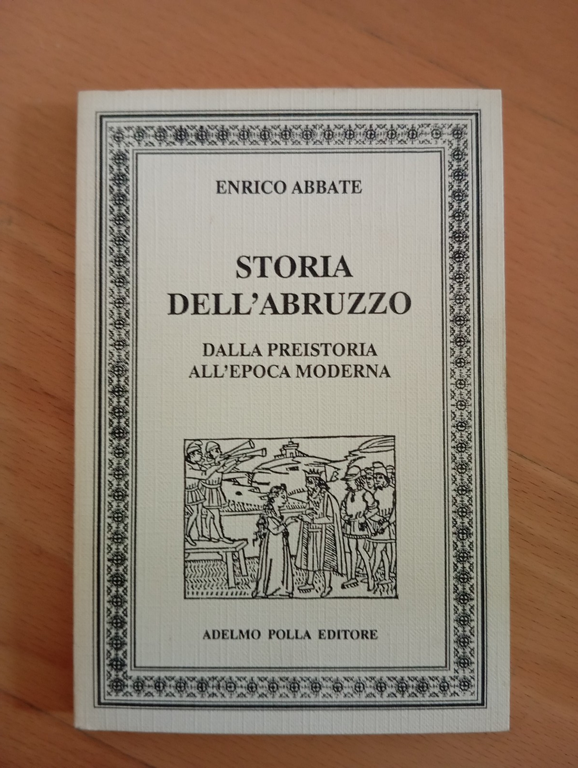 ENRICO ABBATE
STORIA
DELL'ABRUZZO
DALLA PREISTORIA
ALL'EPOCA MODERNA
ADELMO POLLA EDITORE